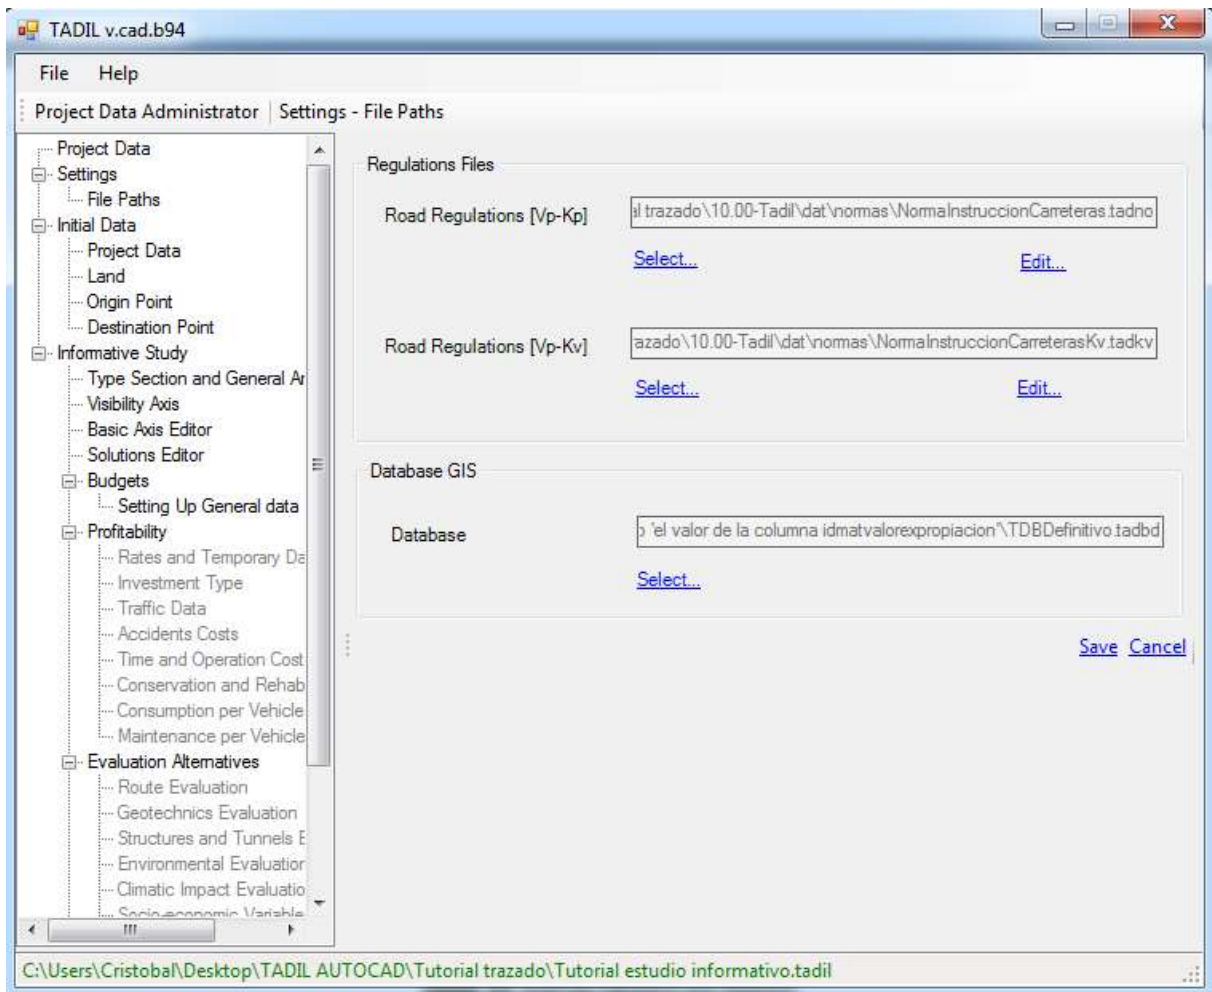 TADIL v.cad.b94
File Help
Project Data Administrator Settings - File Paths
Project Data
Settings
File Paths
Initial Data
Project Data
Land
Origin Point
Destination Point
Informative Study
Type Section and General Ar
Visibility Axis
Basic Axis Editor
Solutions Editor
Budgets
Setting Up General data
Profitability
Rates and Temporary Da
Investment Type
Traffic Data
Accidents Costs
Time and Operation Cost
Conservation and Rehab
Consumption per Vehicle
Maintenance per Vehicle
Evaluation Alternatives
Route Evaluation
Geotechnics Evaluation
Structures and Tunnels E
Environmental Evaluation
Climatic Impact Evaluatio
Socio-economic Variable
Regulations Files
Road Regulations [Vp-Kp]
al trazado\10.00-Tadil\dat\normas\NormaInstruccionCarreteras.tadno
Select... Edit...
Road Regulations [Vp-Kv]
azado\10.00-Tadil\dat\normas\NormaInstruccionCarreterasKv.tadkv
Select... Edit...
Database GIS
Database
o 'el valor de la columna idmatvalorexpropiacion"\TDBDefinitivo.tadbd
Select...
Save Cancel
C:\Users\Cristobal\Desktop\TADIL AUTOCAD\Tutorial trazado\Tutorial estudio informativo.tadil